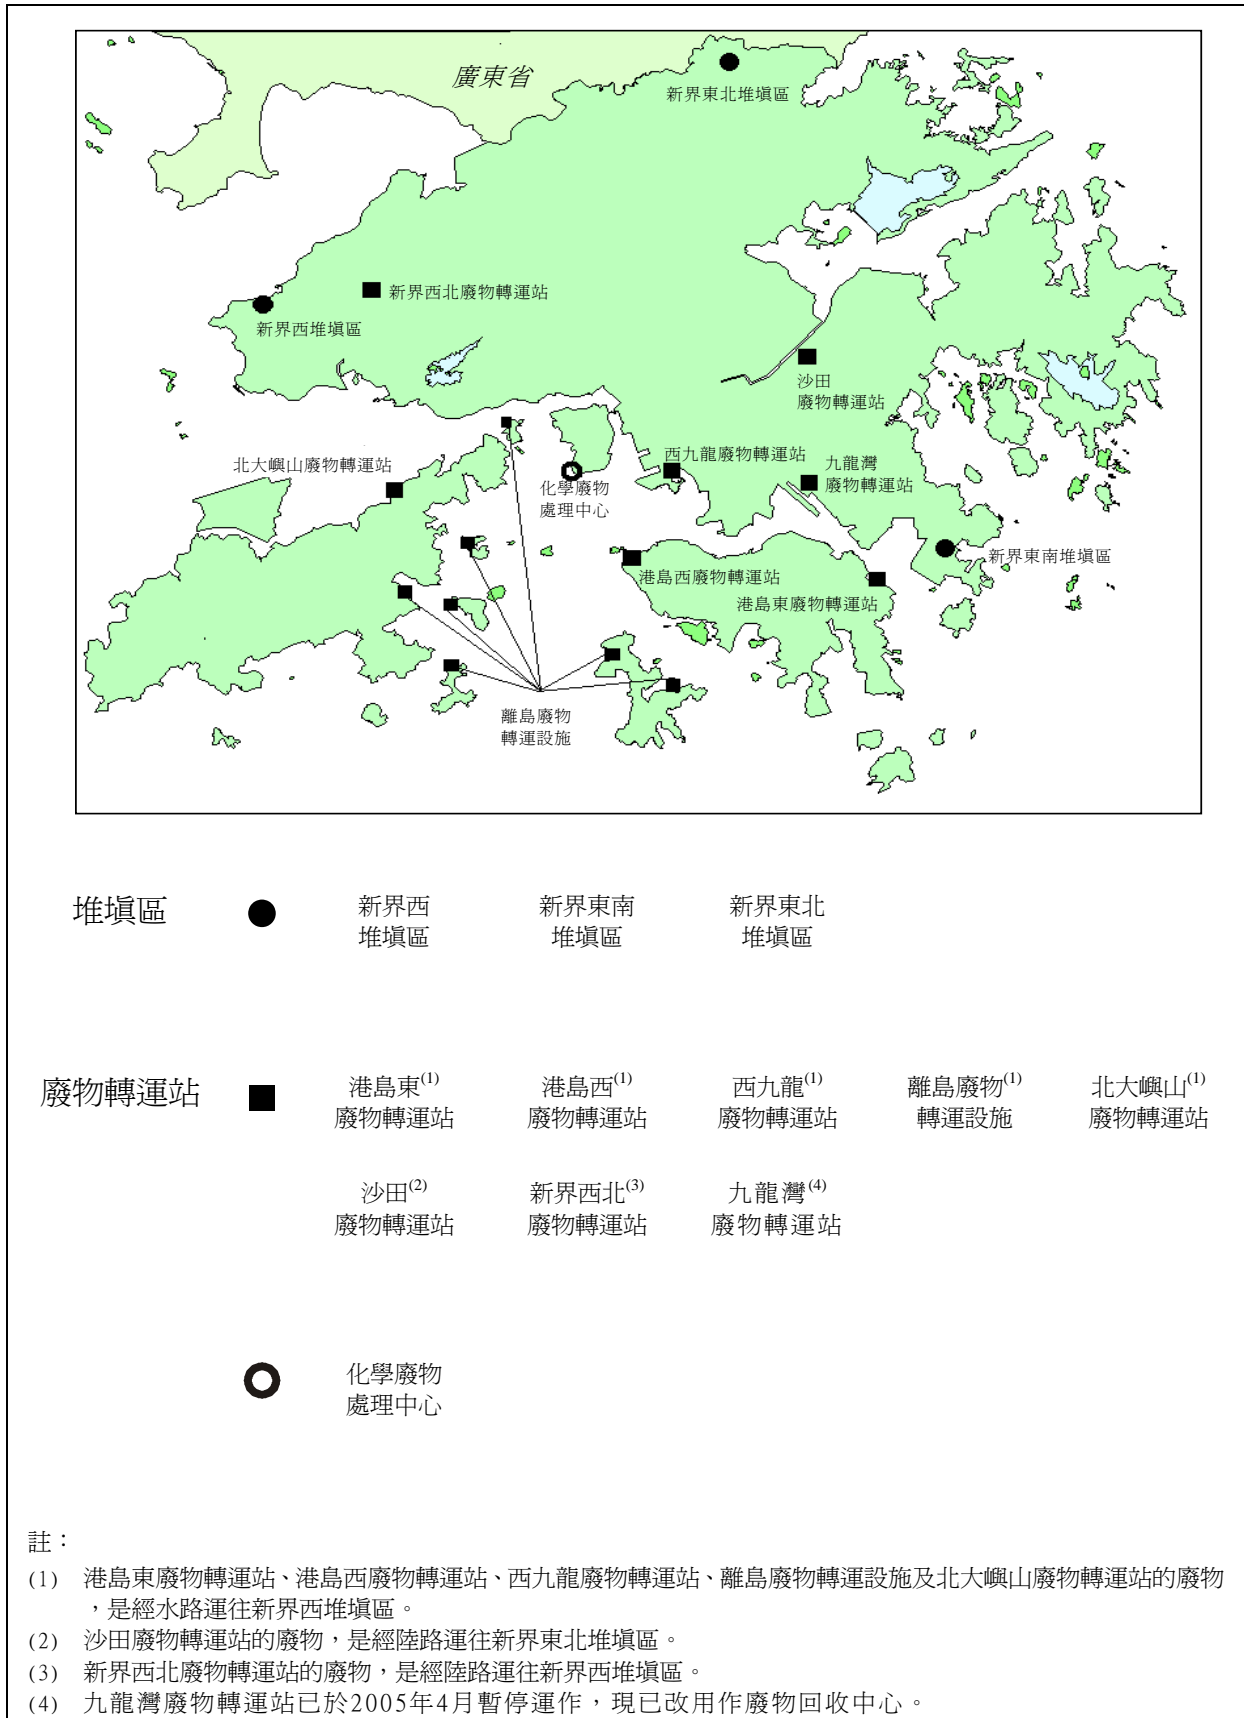 廣東省
新界東北堆填區
新界西北廢物轉運站
新界西堆填區
沙田
廢物轉運站
北大嶼山廢物轉運站
西九龍廢物轉運站
九龍灣
廢物轉運站
化學廢物
處理中心
新界東南堆填區
港島西廢物轉運站
港島東廢物轉運站
離島廢物
轉運設施
堆填區 新界西 新界東南 新界東北
堆填區 堆填區 堆填區
廢物轉運站 港島東(1) 港島西(1) 西九龍(1) 離島廢物(1) 北大嶼山(1)
廢物轉運站 廢物轉運站 廢物轉運站 轉運設施 廢物轉運站
沙田(2) 新界西北(3) 九龍灣(4)
廢物轉運站 廢物轉運站 廢物轉運站
化學廢物
處理中心
註：
(1) 港島東廢物轉運站、港島西廢物轉運站、西九龍廢物轉運站、離島廢物轉運設施及北大嶼山廢物轉運站的廢物
，是經水路運往新界西堆填區。
(2) 沙田廢物轉運站的廢物，是經陸路運往新界東北堆填區。
(3) 新界西北廢物轉運站的廢物，是經陸路運往新界西堆填區。
(4) 九龍灣廢物轉運站已於2005年4月暫停運作，現已改用作廢物回收中心。